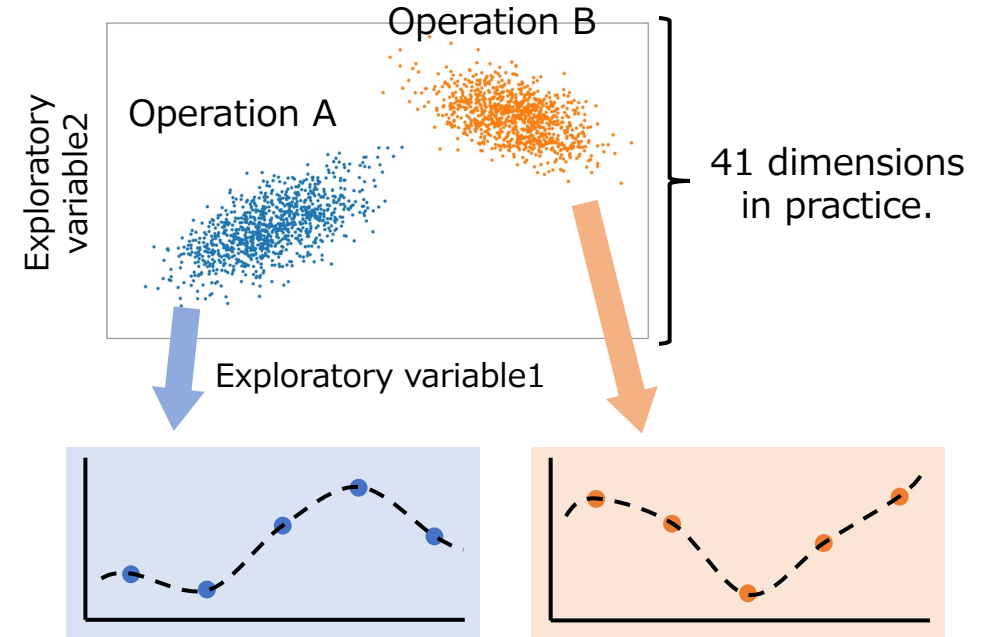 Operation B
Operation A
Exploratory
variable2
41 dimensions
in practice.
Exploratory variable1